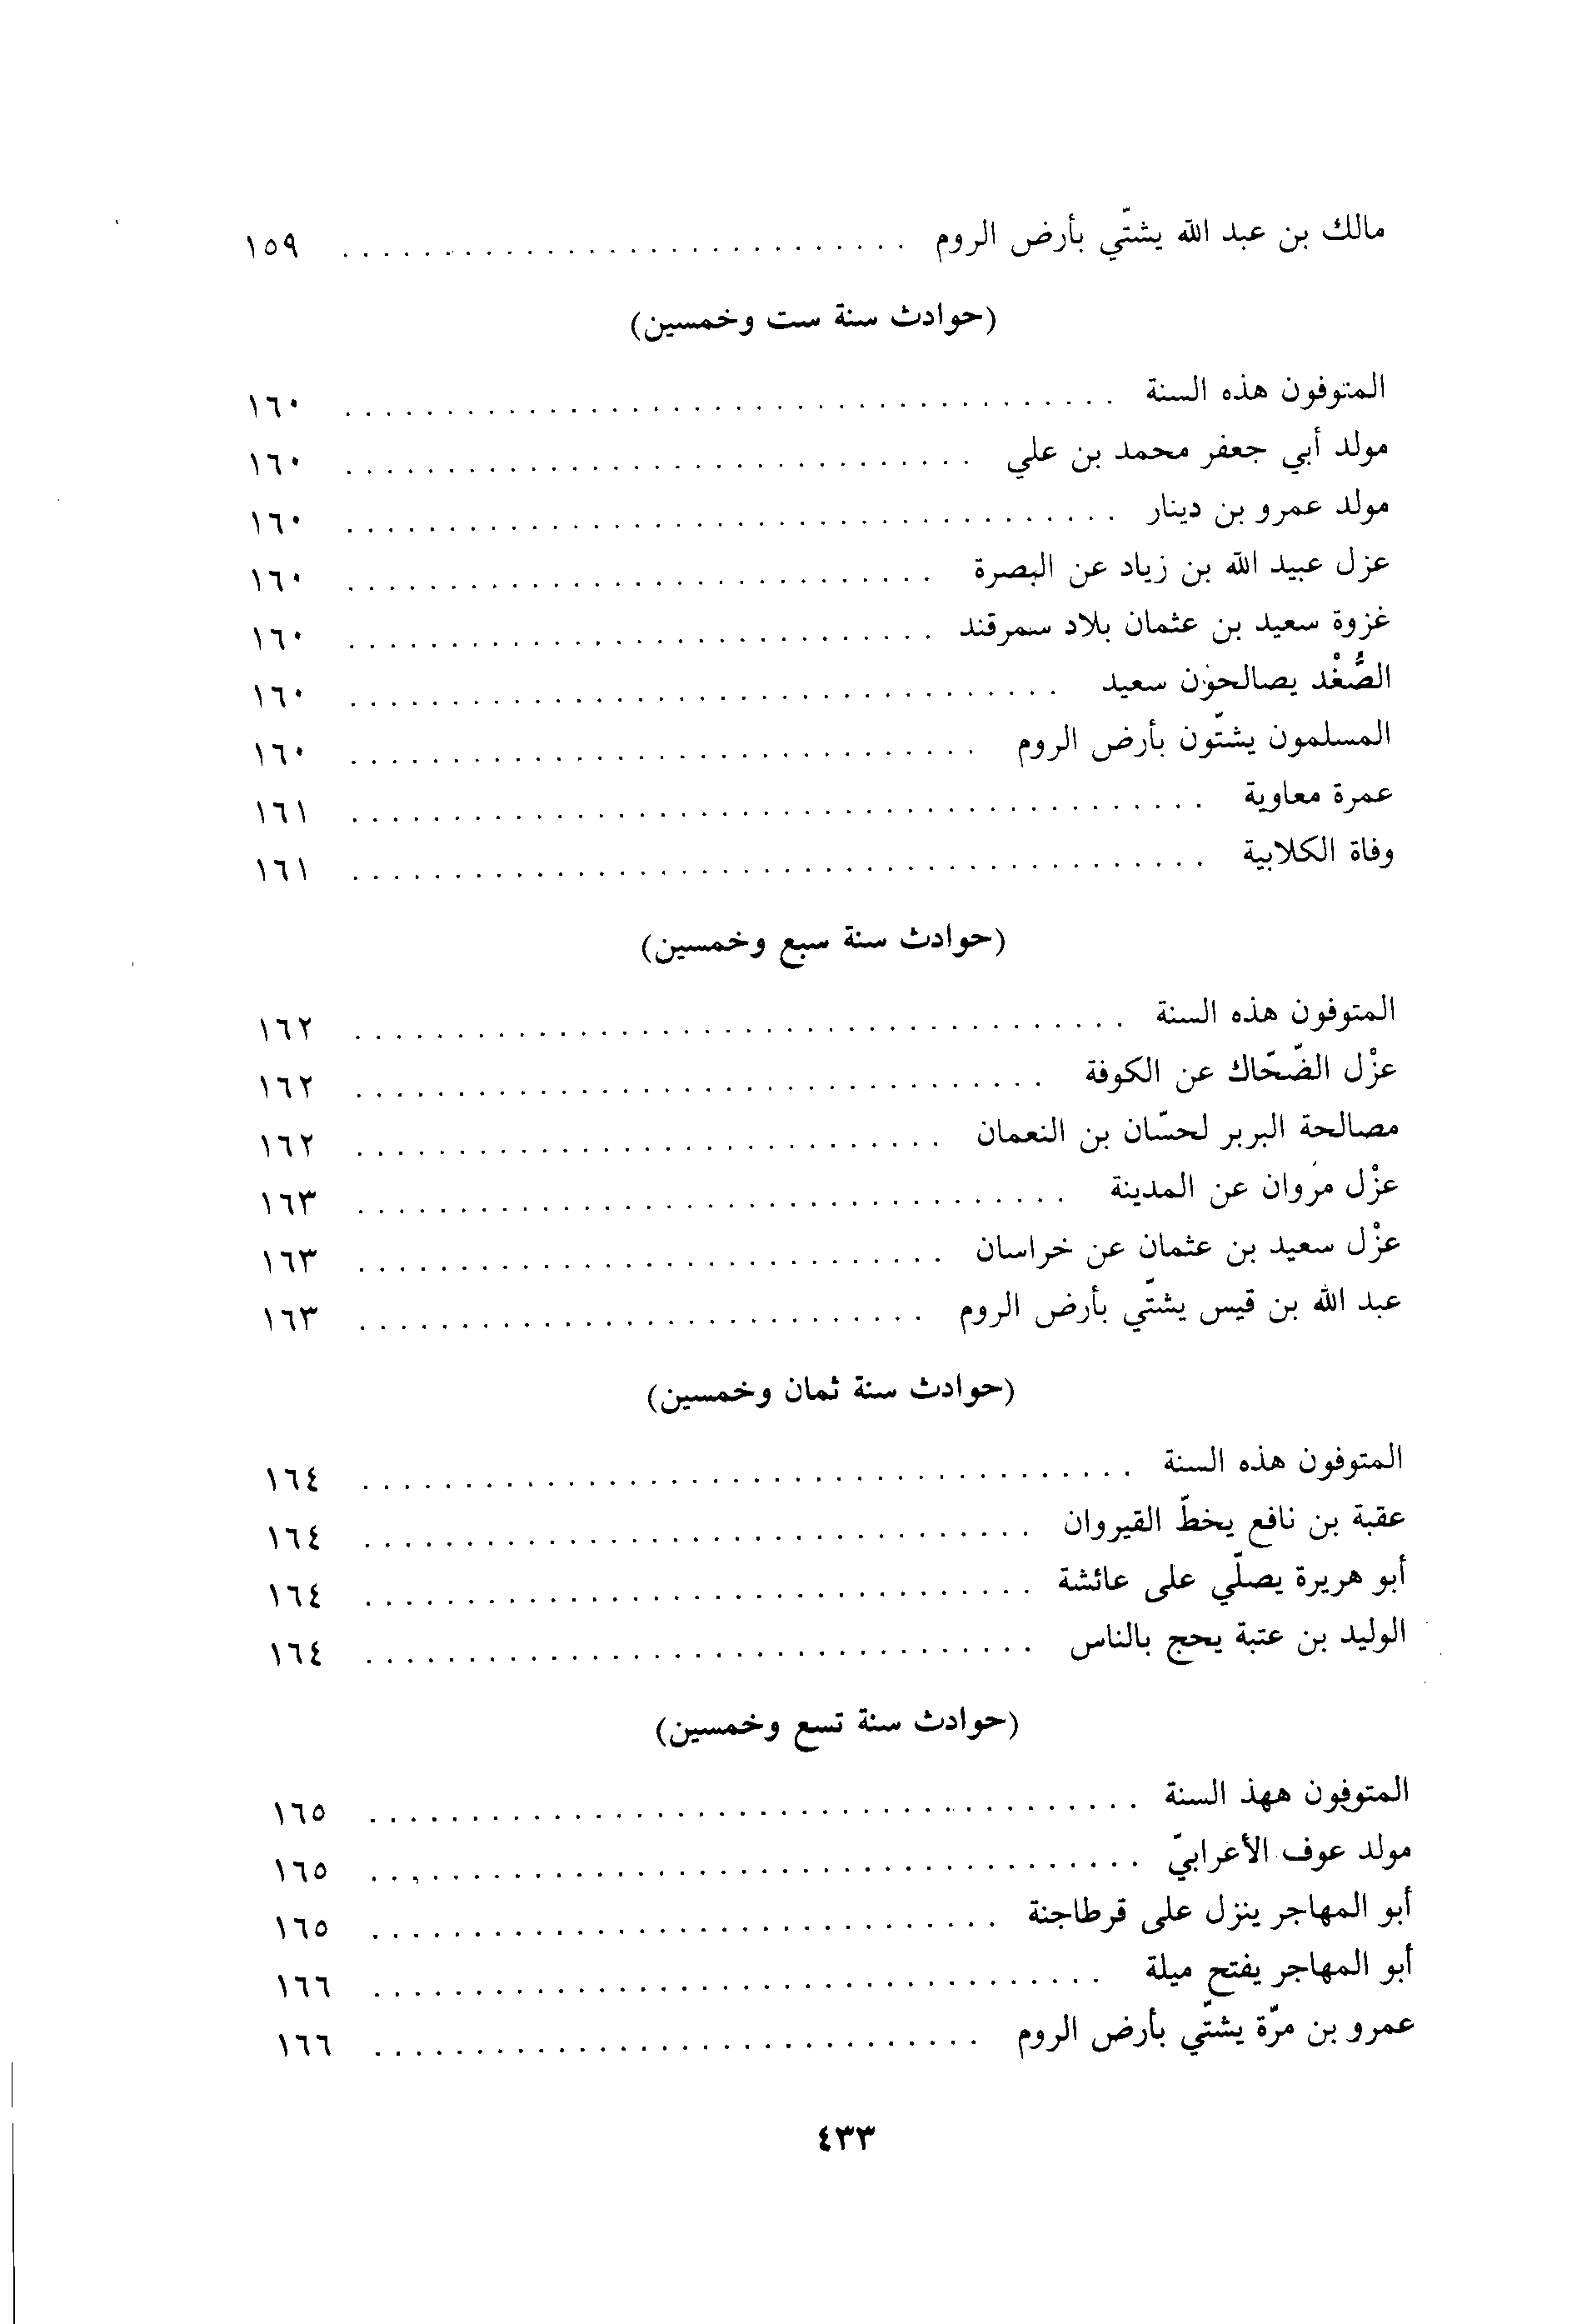 مالك بن عبد الله يشتّي بأرض الروم . . . . . . . . . . . . . . . . . . . . . . . . . . . . ١٥٩
(حوادث سنة ست وخمسين)
المتوفون هذه السنة . . . . . . . . . . . . . . . . . . . . . . . . . . . . ١٦٠
مولد أبي جعفر محمد بن علي . . . . . . . . . . . . . . . . . . . . . . . . . . . . ١٦٠
مولد عمرو بن دينار . . . . . . . . . . . . . . . . . . . . . . . . . . . . ١٦٠
عزل عبيد الله بن زياد عن البصرة . . . . . . . . . . . . . . . . . . . . . . . . . . . . ١٦٠
غزوة سعيد بن عثمان بلاد سمرقند . . . . . . . . . . . . . . . . . . . . . . . . . . . . ١٦٠
الصُّغْد يصالحون سعيد . . . . . . . . . . . . . . . . . . . . . . . . . . . . ١٦٠
المسلمون يشتّون بأرض الروم . . . . . . . . . . . . . . . . . . . . . . . . . . . . ١٦٠
عمرة معاوية . . . . . . . . . . . . . . . . . . . . . . . . . . . . ١٦١
وفاة الكلابية . . . . . . . . . . . . . . . . . . . . . . . . . . . . ١٦١
(حوادث سنة سبع وخمسين)
المتوفون هذه السنة . . . . . . . . . . . . . . . . . . . . . . . . . . . . ١٦٢
عزْل الضّحّاك عن الكوفة . . . . . . . . . . . . . . . . . . . . . . . . . . . . ١٦٢
مصالحة البربر لحسّان بن النعمان . . . . . . . . . . . . . . . . . . . . . . . . . . . . ١٦٢
عزْل مروان عن المدينة . . . . . . . . . . . . . . . . . . . . . . . . . . . . ١٦٣
عزْل سعيد بن عثمان عن خراسان . . . . . . . . . . . . . . . . . . . . . . . . . . . . ١٦٣
عبد الله بن قيس يشتّي بأرض الروم . . . . . . . . . . . . . . . . . . . . . . . . . . . . ١٦٣
(حوادث سنة ثمان وخمسين)
المتوفون هذه السنة . . . . . . . . . . . . . . . . . . . . . . . . . . . . ١٦٤
عقبة بن نافع يخطّ القيروان . . . . . . . . . . . . . . . . . . . . . . . . . . . . ١٦٤
أبو هريرة يصلّي على عائشة . . . . . . . . . . . . . . . . . . . . . . . . . . . . ١٦٤
الوليد بن عتبة يحج بالناس . . . . . . . . . . . . . . . . . . . . . . . . . . . . ١٦٤
(حوادث سنة تسع وخمسين)
المتوفون ههذ السنة . . . . . . . . . . . . . . . . . . . . . . . . . . . . ١٦٥
مولد عوف الأعرابيّ . . . . . . . . . . . . . . . . . . . . . . . . . . . . ١٦٥
أبو المهاجر ينزل على قرطاجنة . . . . . . . . . . . . . . . . . . . . . . . . . . . . ١٦٥
أبو المهاجر يفتح ميلة . . . . . . . . . . . . . . . . . . . . . . . . . . . . ١٦٦
عمرو بن مرّة يشتّي بأرض الروم . . . . . . . . . . . . . . . . . . . . . . . . . . . . ١٦٦
٤٣٣